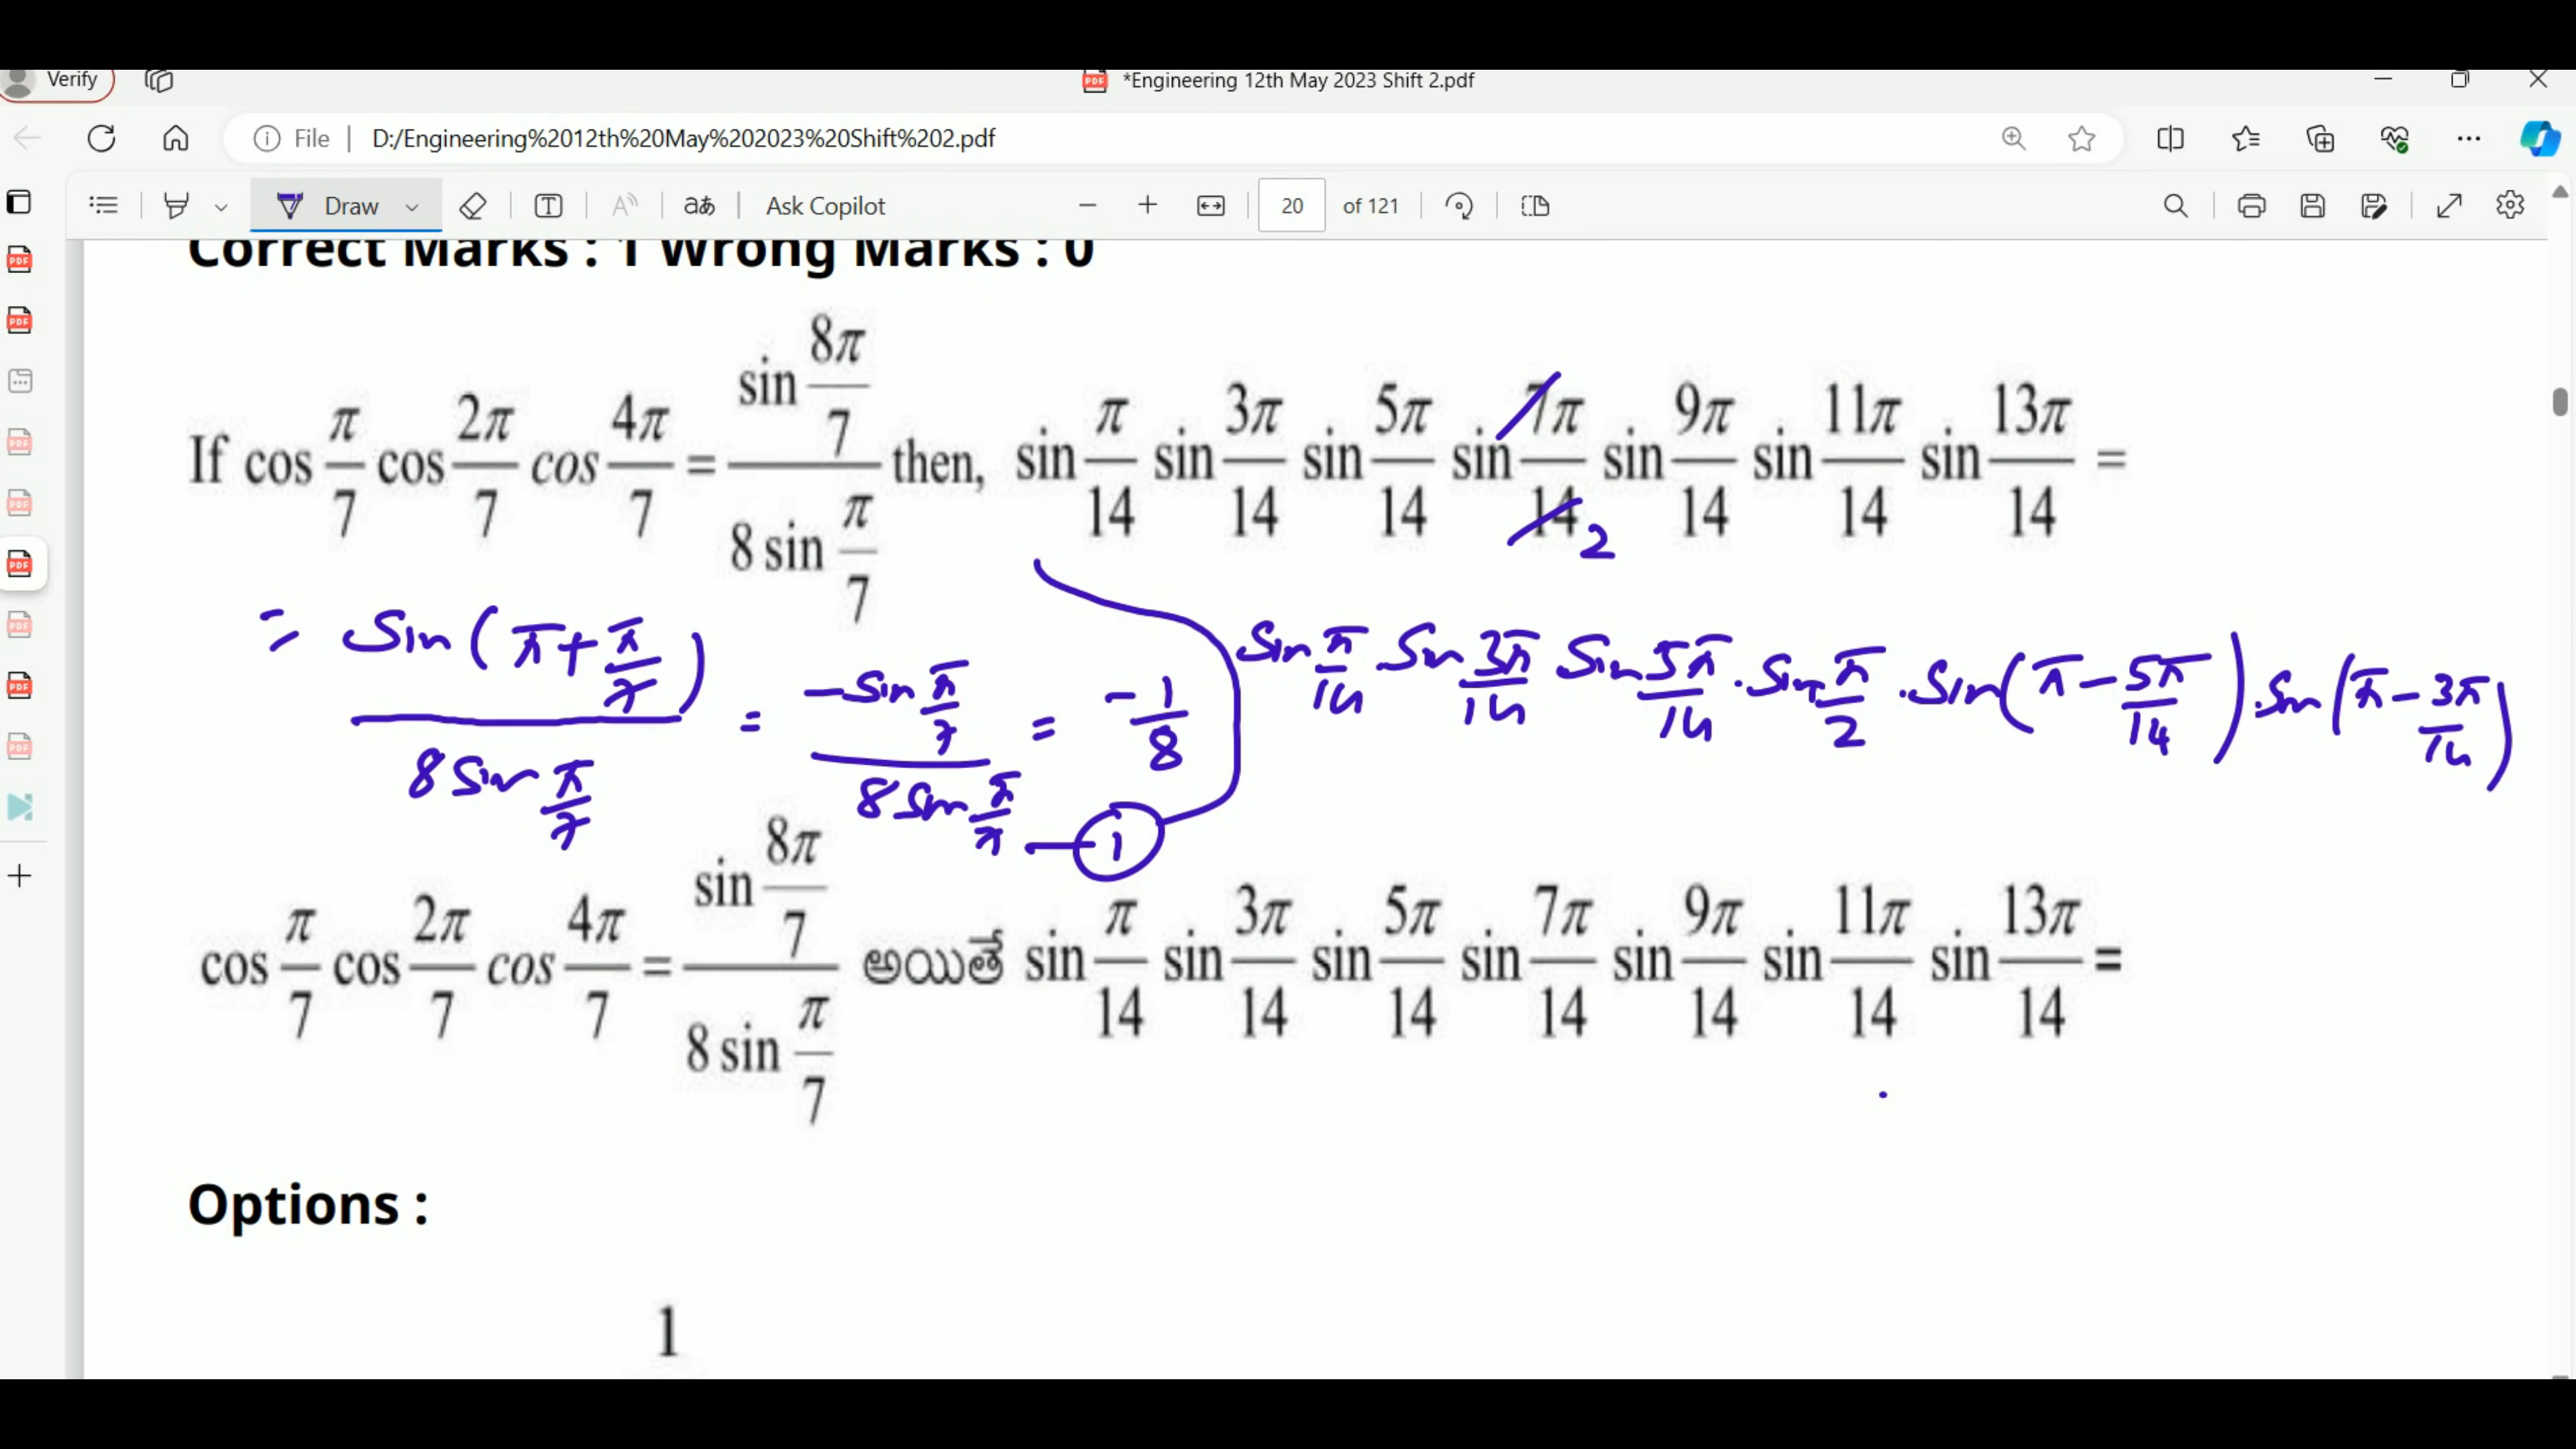 Verify
*Engineering 12th May 2023 Shift 2.pdf
File | D:/Engineering%2012th%20May%202023%20Shift%202.pdf
Draw T aあ Ask Copilot − + 20 of 121
Correct Marks : 1 Wrong Marks : 0
If cos π/7 cos 2π/7 cos 4π/7 = sin 8π/7 / 8 sin π/7 then, sin π/14 sin 3π/14 sin 5π/14 sin 7π/14 sin 9π/14 sin 11π/14 sin 13π/14 =
2
= Sin(π+π/7) / 8 Sin π/7 = −Sin π/7 / 8 Sin π/7 = −1/8
1
Sin π/14 . Sin 3π/14 Sin 5π/14 . Sin π/2 . Sin(π − 5π/14) . Sin(π − 3π/14)
cos π/7 cos 2π/7 cos 4π/7 = sin 8π/7 / 8 sin π/7 అయితే sin π/14 sin 3π/14 sin 5π/14 sin 7π/14 sin 9π/14 sin 11π/14 sin 13π/14 =
Options :
1